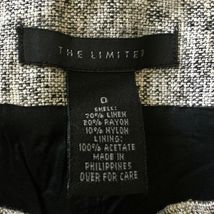 THE LIMITED
0
SHELL:
70% LINEN
20% RAYON
10% NYLON
LINING:
100% ACETATE
MADE IN
PHILIPPINES
OVER FOR CARE